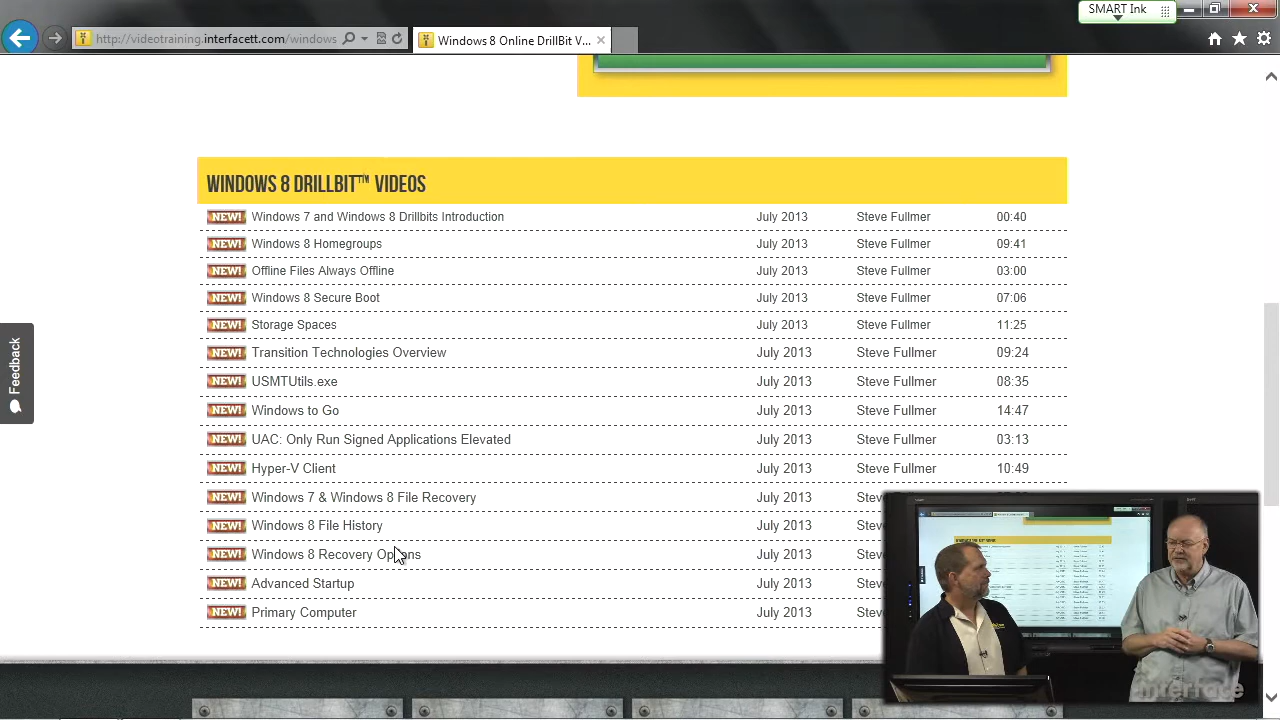 SMART Ink
http://videotraining.interfacett.com/windows
Windows 8 Online DrillBit V...
Feedback
WINDOWS 8 DRILLBIT™ VIDEOS
NEW! Windows 7 and Windows 8 Drillbits Introduction July 2013 Steve Fullmer 00:40
NEW! Windows 8 Homegroups July 2013 Steve Fullmer 09:41
NEW! Offline Files Always Offline July 2013 Steve Fullmer 03:00
NEW! Windows 8 Secure Boot July 2013 Steve Fullmer 07:06
NEW! Storage Spaces July 2013 Steve Fullmer 11:25
NEW! Transition Technologies Overview July 2013 Steve Fullmer 09:24
NEW! USMTUtils.exe July 2013 Steve Fullmer 08:35
NEW! Windows to Go July 2013 Steve Fullmer 14:47
NEW! UAC: Only Run Signed Applications Elevated July 2013 Steve Fullmer 03:13
NEW! Hyper-V Client July 2013 Steve Fullmer 10:49
NEW! Windows 7 & Windows 8 File Recovery July 2013
NEW! Windows 8 File History July 2013
NEW! Windows 8 Recovery Options July 2013
NEW! Advanced Startup July 2013
NEW! Primary Computer July 2013
interface